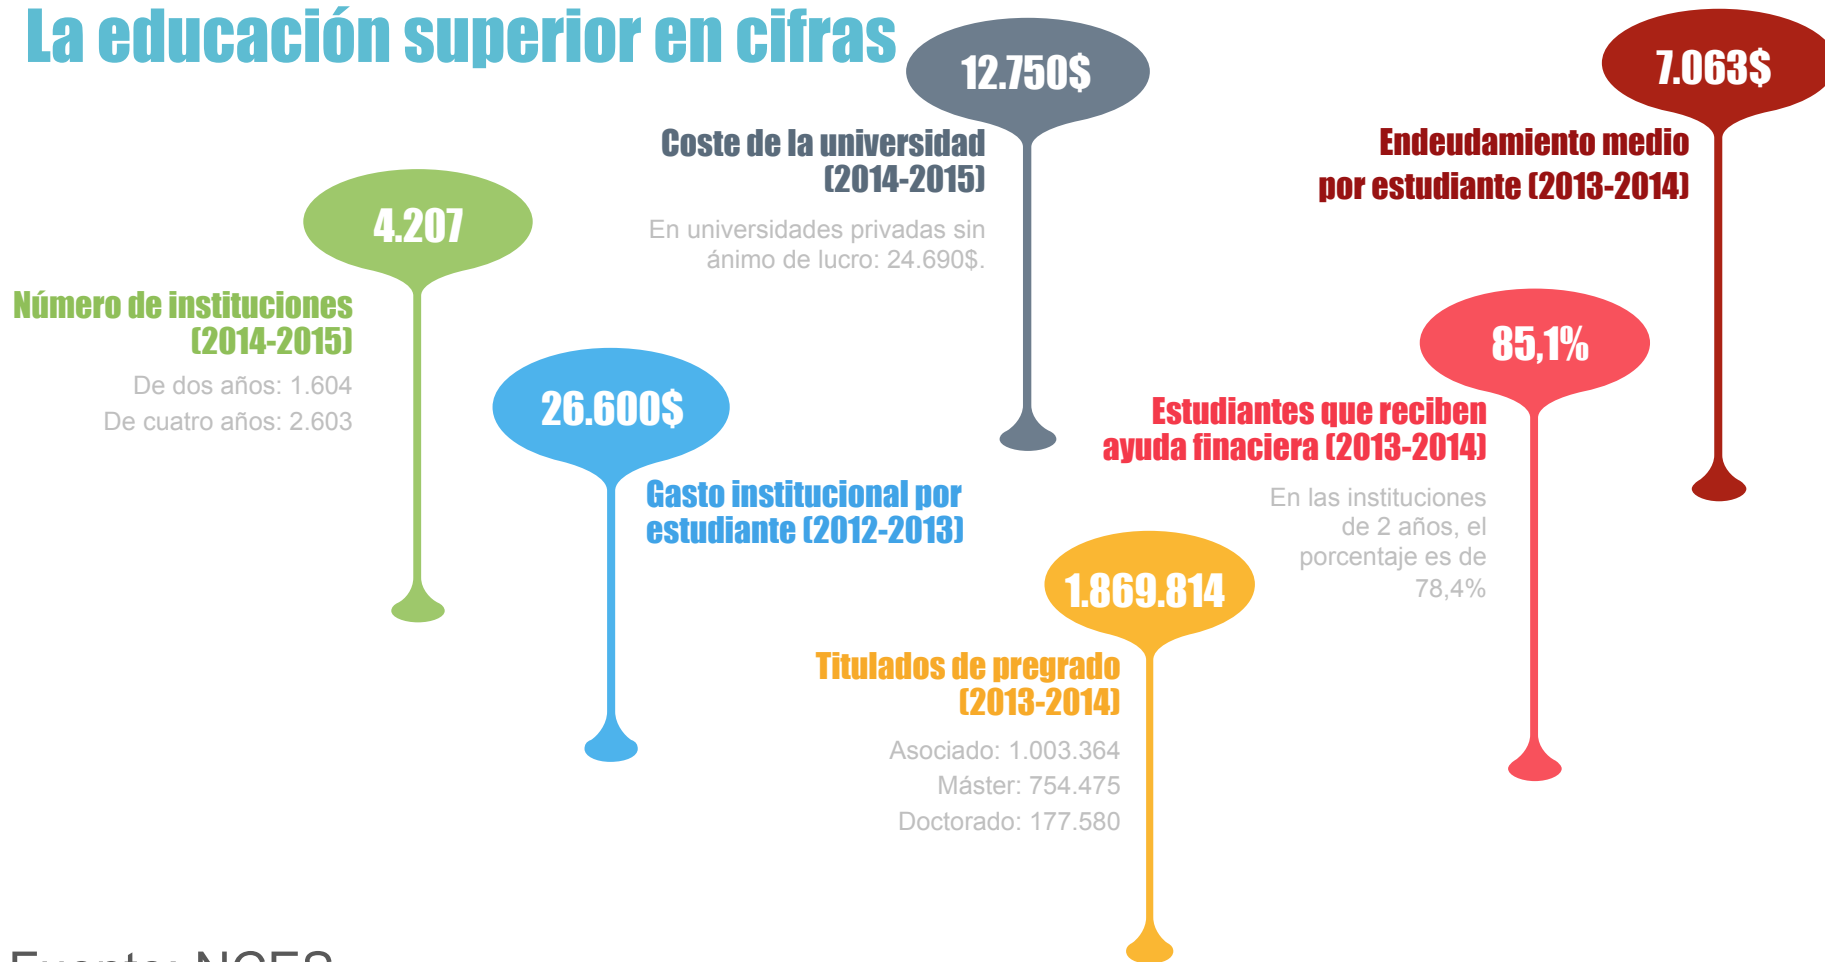 La educación superior en cifras
12.750$
Coste de la universidad
(2014-2015)
En universidades privadas sin
ánimo de lucro: 24.690$.
7.063$
Endeudamiento medio
por estudiante (2013-2014)
4.207
Número de instituciones
(2014-2015)
De dos años: 1.604
De cuatro años: 2.603
26.600$
Gasto institucional por
estudiante (2012-2013)
85,1%
Estudiantes que reciben
ayuda finaciera (2013-2014)
En las instituciones
de 2 años, el
porcentaje es de
78,4%
1.869.814
Titulados de pregrado
(2013-2014)
Asociado: 1.003.364
Máster: 754.475
Doctorado: 177.580
Fuente: NCES